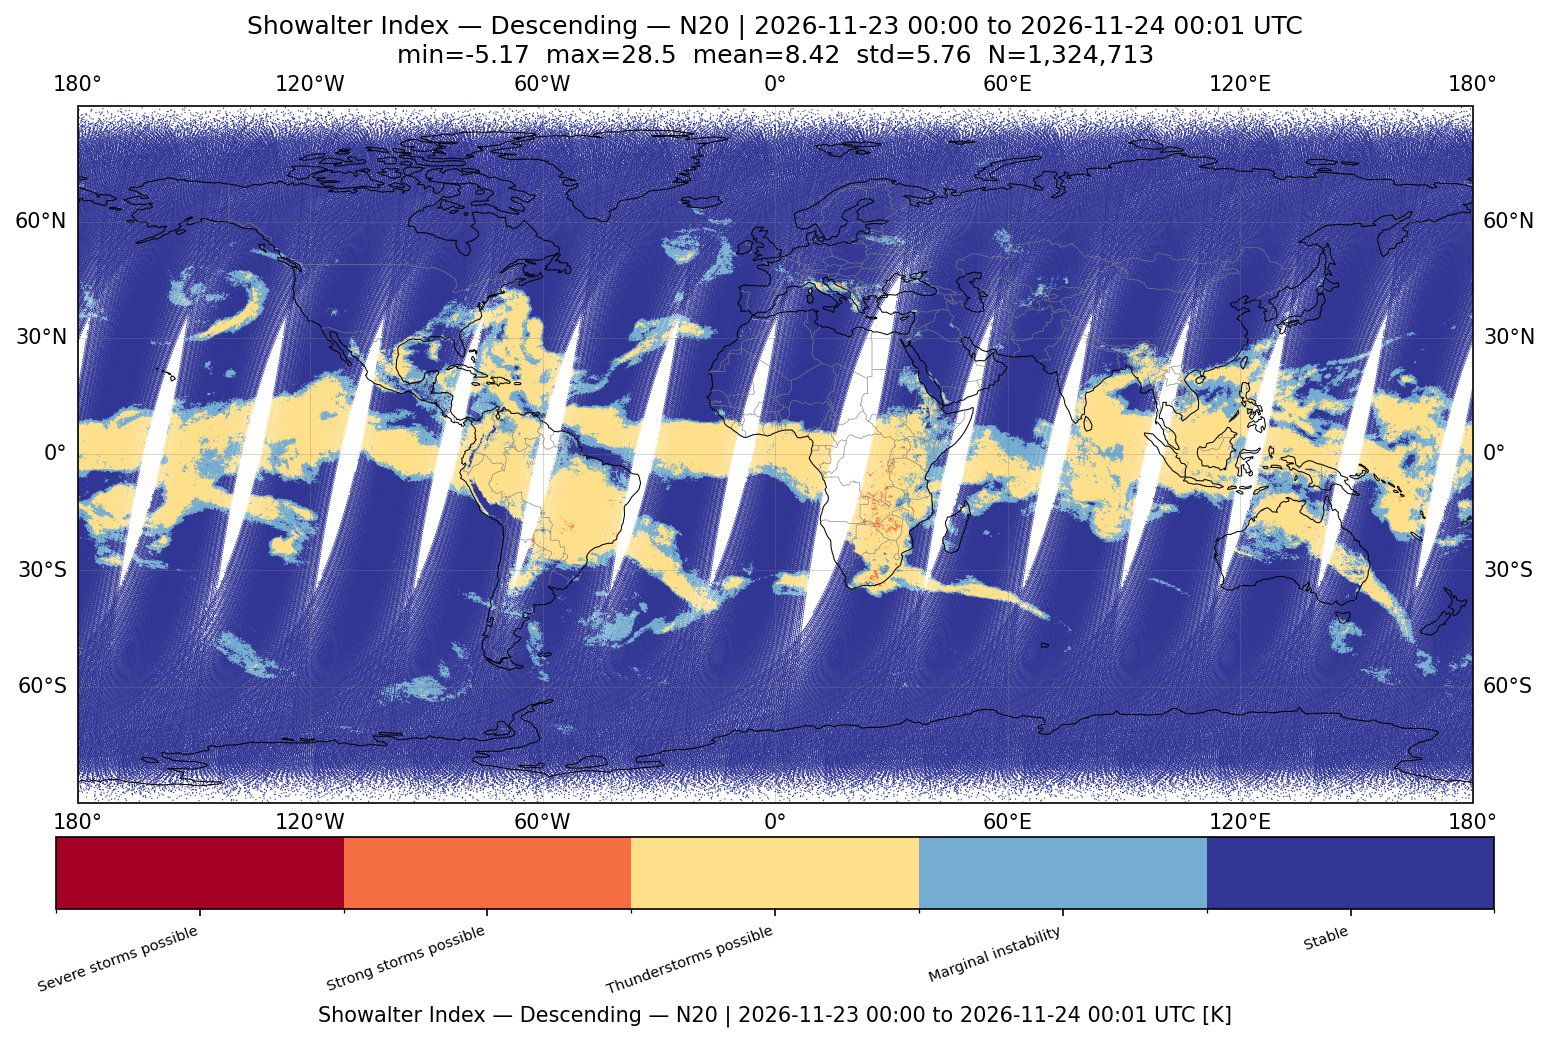 Showalter Index — Descending — N20 | 2026-11-23 00:00 to 2026-11-24 00:01 UTC
min=-5.17  max=28.5  mean=8.42  std=5.76  N=1,324,713
180° 120°W 60°W 0° 60°E 120°E 180°
60°N 60°N
30°N 30°N
0° 0°
30°S 30°S
60°S 60°S
180° 120°W 60°W 0° 60°E 120°E 180°
Severe storms possible Strong storms possible Thunderstorms possible Marginal instability Stable
Showalter Index — Descending — N20 | 2026-11-23 00:00 to 2026-11-24 00:01 UTC [K]